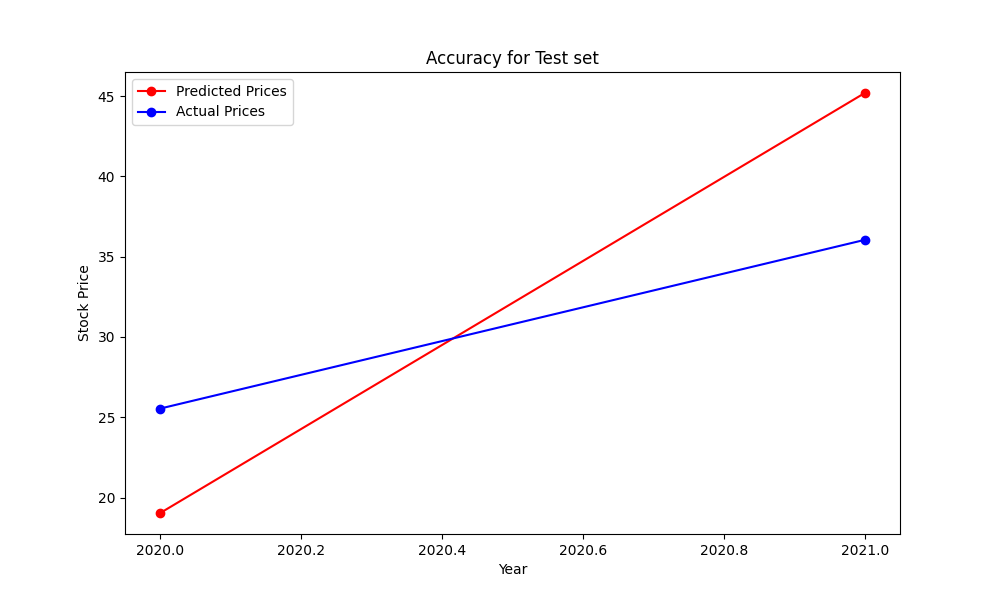 Accuracy for Test set
Predicted Prices
Actual Prices
45
40
35
30
25
20
Stock Price
2020.0 2020.2 2020.4 2020.6 2020.8 2021.0
Year